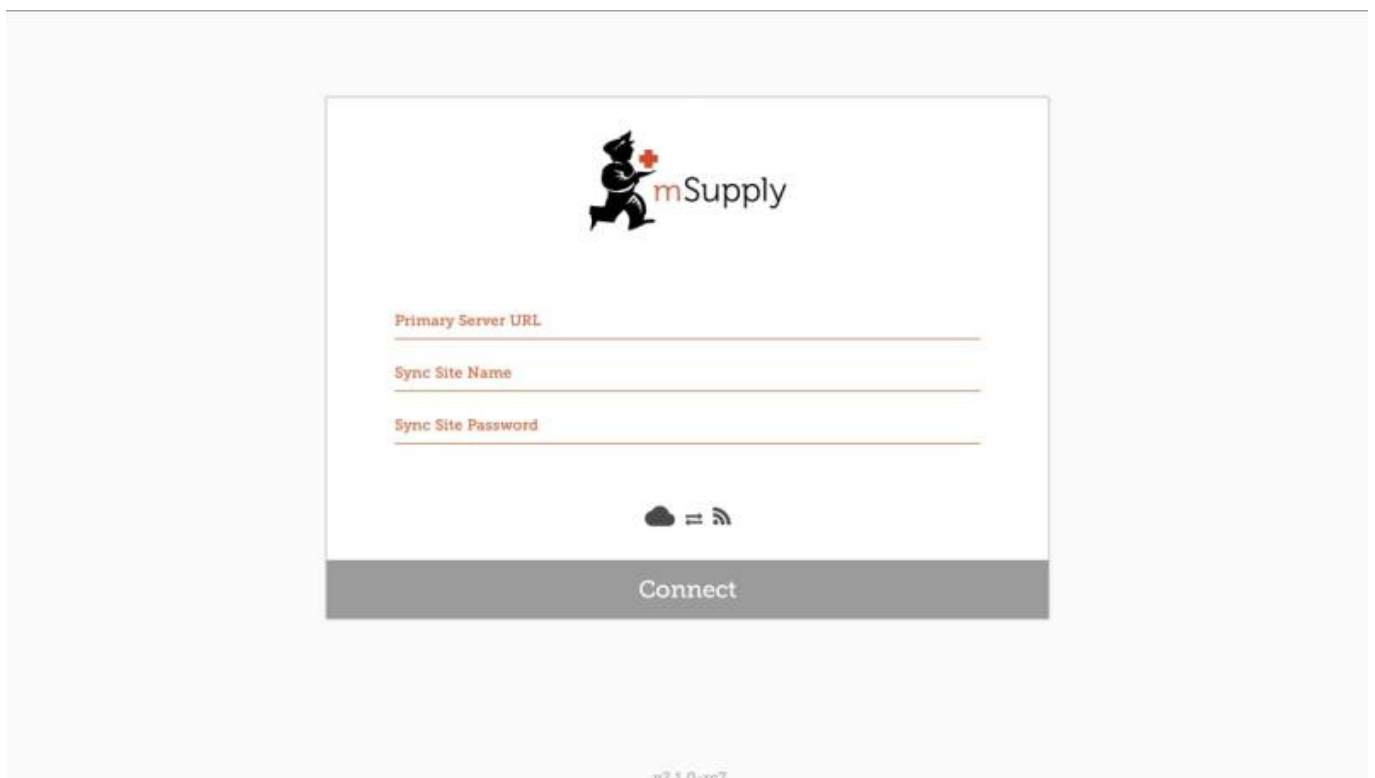 mSupply
Primary Server URL
Sync Site Name
Sync Site Password
Connect